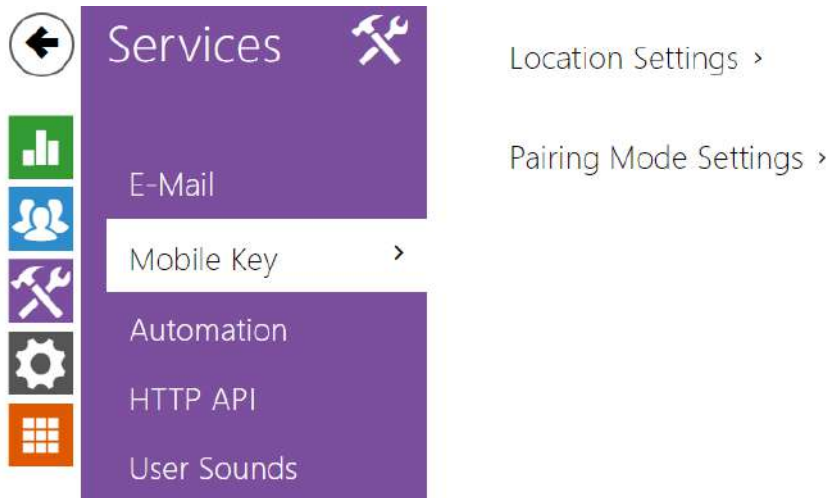 Services
E-Mail
Mobile Key
Automation
HTTP API
User Sounds
Location Settings
Pairing Mode Settings